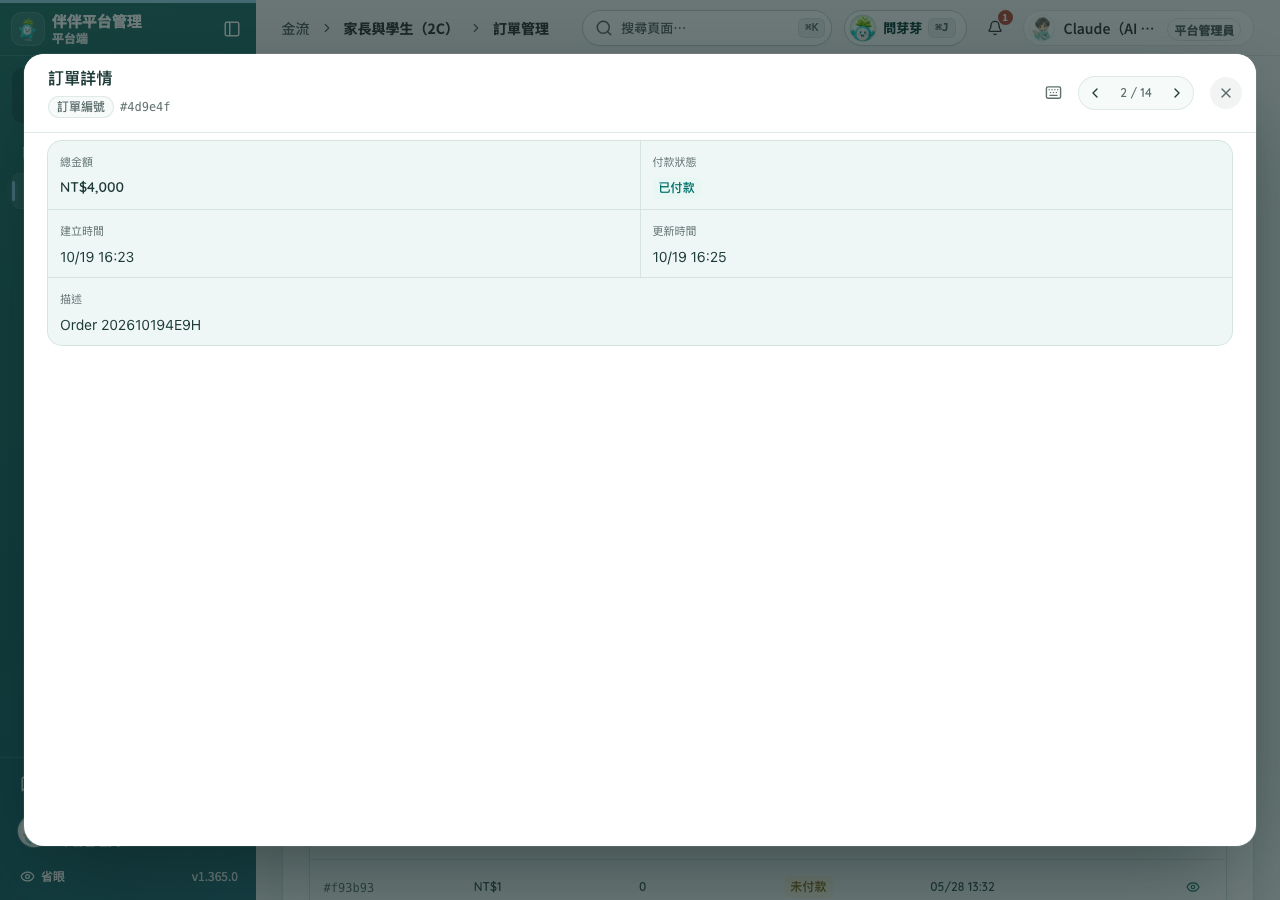 伴伴平台管理
平台端
金流
家長與學生（2C）
訂單管理
搜尋頁面…
⌘K
問芽芽
⌘J
1
Claude（AI …
平台管理員
訂單詳情
訂單編號 #4d9e4f
2 / 14
總金額
NT$4,000
付款狀態
已付款
建立時間
10/19 16:23
更新時間
10/19 16:25
描述
Order 202610194E9H
省眼
v1.365.0
#f93b93
NT$1
0
未付款
05/28 13:32